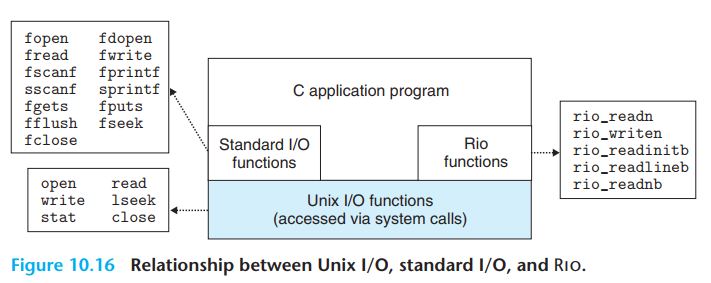 fopen fdopen
fread fwrite
fscanf fprintf
sscanf sprintf
fgets fputs
fflush fseek
fclose
C application program
Standard I/O
functions
Rio
functions
rio_readn
rio_writen
rio_readinitb
rio_readlineb
rio_readnb
open read
write lseek
stat close
Unix I/O functions
(accessed via system calls)
Figure 10.16 Relationship between Unix I/O, standard I/O, and RIO.